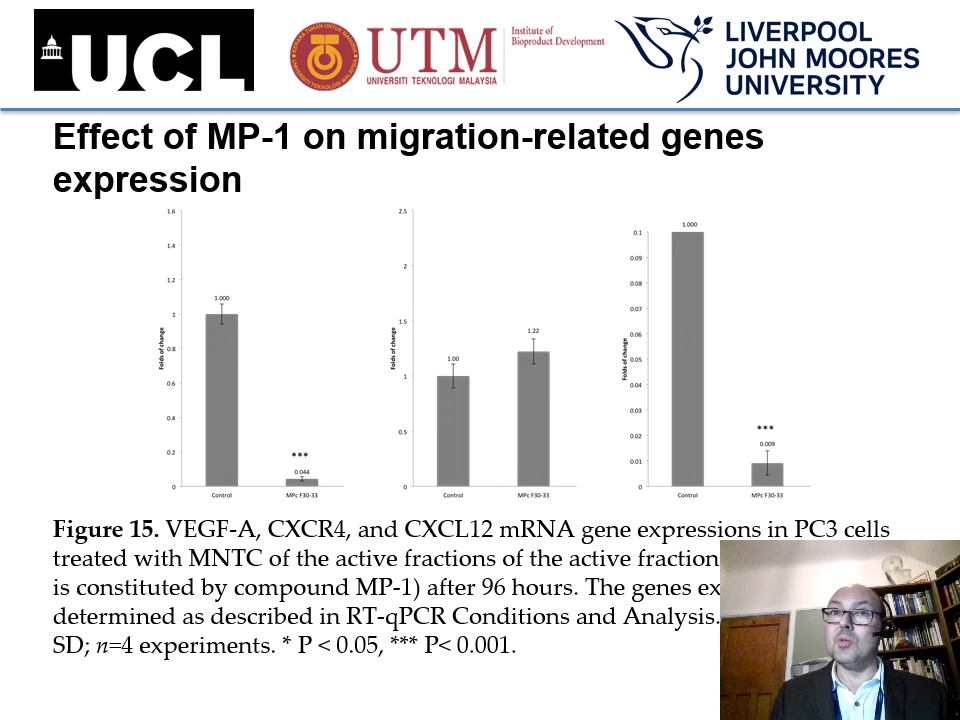 UCL
UTM
UNIVERSITI TEKNOLOGI MALAYSIA
Institute of
Bioproduct Development
LIVERPOOL
JOHN MOORES
UNIVERSITY
Effect of MP-1 on migration-related genes
expression
1.6
1.4
1.2
1
0.8
0.6
0.4
0.2
0
Folds of change
1.000
***
0.044
Control
MPc F30-33
2.5
2
1.5
1
0.5
0
Folds of change
1.00
1.22
Control
MPc F30-33
0.1
0.09
0.08
0.07
0.06
0.05
0.04
0.03
0.02
0.01
0
Folds of change
1.000
***
0.009
Control
MPc F30-33
Figure 15. VEGF-A, CXCR4, and CXCL12 mRNA gene expressions in PC3 cells
treated with MNTC of the active fractions of the active fraction
is constituted by compound MP-1) after 96 hours. The genes ex
determined as described in RT-qPCR Conditions and Analysis.
SD; n=4 experiments. * P < 0.05, *** P< 0.001.